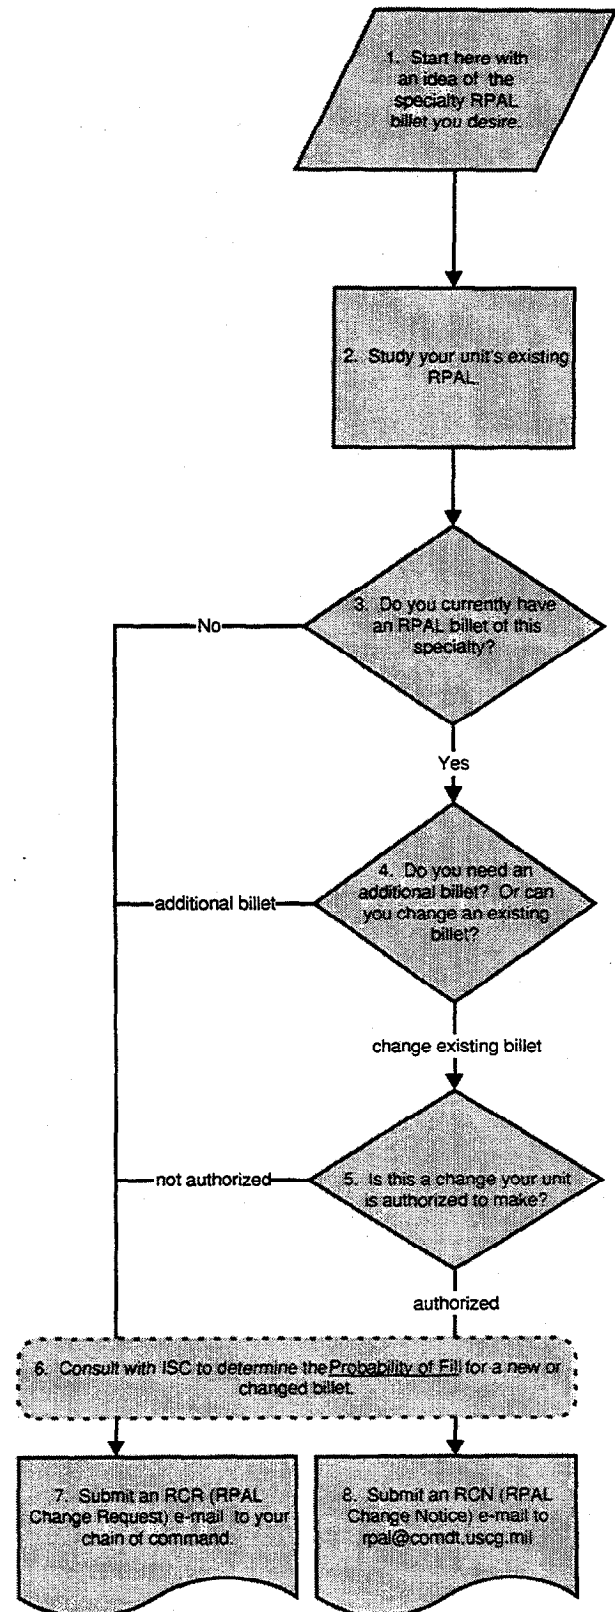 1. Start here with
an idea of the
specialty RPAL
billet you desire.
2. Study your unit's existing
RPAL.
3. Do you currently have
an RPAL billet of this
specialty?
No
Yes
4. Do you need an
additional billet? Or can
you change an existing
billet?
additional billet
change existing billet
5. Is this a change your unit
is authorized to make?
not authorized
authorized
6. Consult with ISC to determine the Probability of Fill for a new or
changed billet.
7. Submit an RCR (RPAL
Change Request) e-mail to your
chain of command.
8. Submit an RCN (RPAL
Change Notice) e-mail to
rpal@comdt.uscg.mil